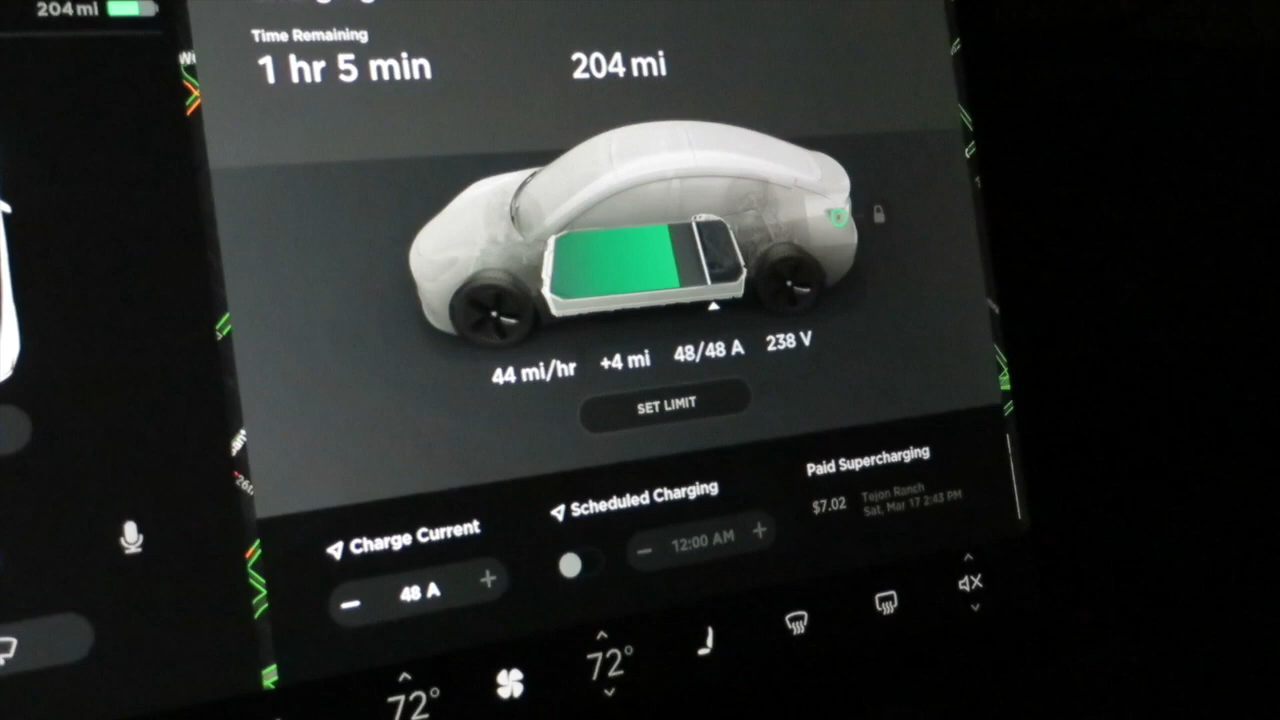 204 mi
Time Remaining
1 hr 5 min
204 mi
44 mi/hr +4 mi 48/48 A 238 V
SET LIMIT
Charge Current
Scheduled Charging
Paid Supercharging
− 48 A +
− 12:00 AM +
$7.02
Tejon Ranch
Sat, Mar 17 2:43 PM
72°
72°